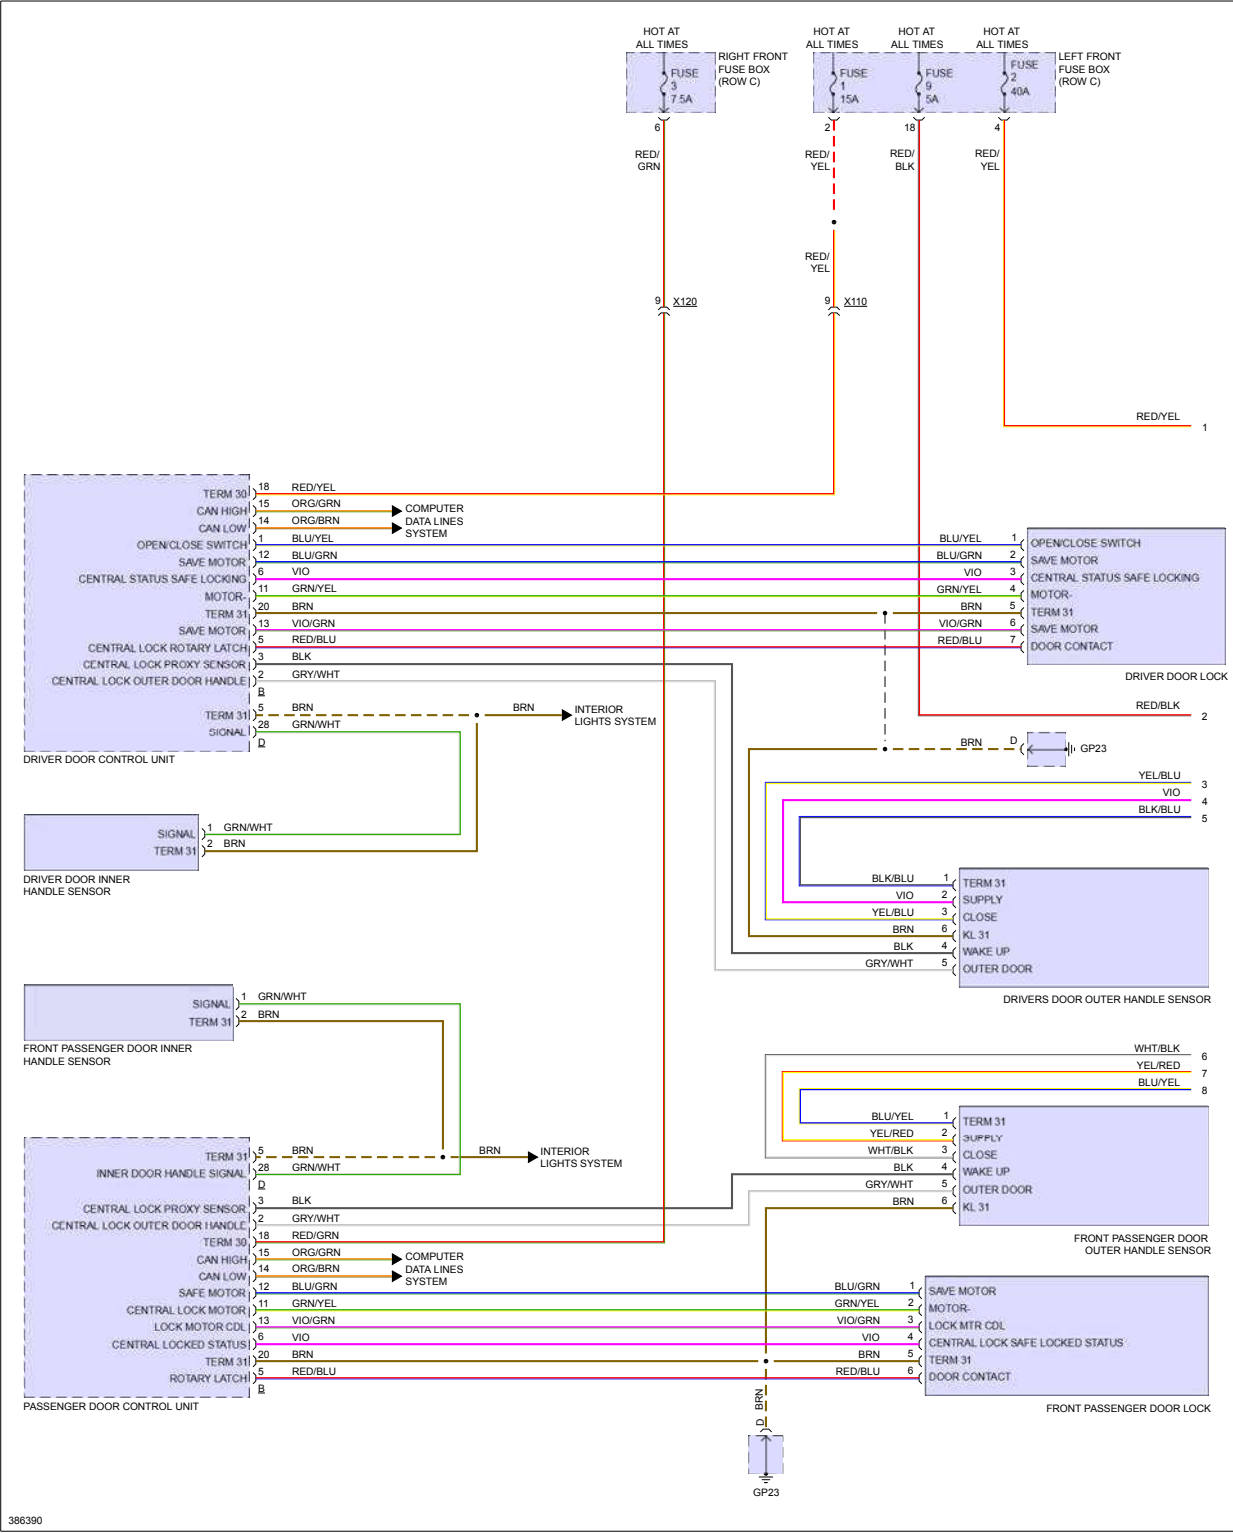 HOT AT
ALL TIMES
HOT AT
ALL TIMES
HOT AT
ALL TIMES
HOT AT
ALL TIMES
RIGHT FRONT
FUSE BOX
(ROW C)
FUSE
3
7.5A
FUSE
1
15A
FUSE
9
5A
FUSE
2
40A
LEFT FRONT
FUSE BOX
(ROW C)
6
2
18
4
RED/
GRN
RED/
YEL
RED/
BLK
RED/
YEL
RED/
YEL
9 X120
9 X110
RED/YEL 1
TERM 30 18 RED/YEL
CAN HIGH 15 ORG/GRN
CAN LOW 14 ORG/BRN
COMPUTER
DATA LINES
SYSTEM
OPEN/CLOSE SWITCH 1 BLU/YEL BLU/YEL 1 OPEN/CLOSE SWITCH
SAVE MOTOR 12 BLU/GRN BLU/GRN 2 SAVE MOTOR
CENTRAL STATUS SAFE LOCKING 6 VIO VIO 3 CENTRAL STATUS SAFE LOCKING
MOTOR- 11 GRN/YEL GRN/YEL 4 MOTOR-
TERM 31 20 BRN BRN 5 TERM 31
SAVE MOTOR 13 VIO/GRN VIO/GRN 6 SAVE MOTOR
CENTRAL LOCK ROTARY LATCH 5 RED/BLU RED/BLU 7 DOOR CONTACT
CENTRAL LOCK PROXY SENSOR 3 BLK
CENTRAL LOCK OUTER DOOR HANDLE 2 GRY/WHT
B
DRIVER DOOR LOCK
TERM 31 5 BRN BRN
INTERIOR
LIGHTS SYSTEM
SIGNAL 28 GRN/WHT
D
DRIVER DOOR CONTROL UNIT
RED/BLK 2
BRN D GP23
YEL/BLU 3
VIO 4
BLK/BLU 5
SIGNAL 1 GRN/WHT
TERM 31 2 BRN
DRIVER DOOR INNER
HANDLE SENSOR
BLK/BLU 1 TERM 31
VIO 2 SUPPLY
YEL/BLU 3 CLOSE
BRN 6 KL 31
BLK 4 WAKE UP
GRY/WHT 5 OUTER DOOR
DRIVERS DOOR OUTER HANDLE SENSOR
SIGNAL 1 GRN/WHT
TERM 31 2 BRN
FRONT PASSENGER DOOR INNER
HANDLE SENSOR
WHT/BLK 6
YEL/RED 7
BLU/YEL 8
BLU/YEL 1 TERM 31
YEL/RED 2 SUPPLY
WHT/BLK 3 CLOSE
BLK 4 WAKE UP
GRY/WHT 5 OUTER DOOR
BRN 6 KL 31
FRONT PASSENGER DOOR
OUTER HANDLE SENSOR
TERM 31 5 BRN BRN
INTERIOR
LIGHTS SYSTEM
INNER DOOR HANDLE SIGNAL 28 GRN/WHT
D
CENTRAL LOCK PROXY SENSOR 3 BLK
CENTRAL LOCK OUTER DOOR HANDLE 2 GRY/WHT
TERM 30 18 RED/GRN
CAN HIGH 15 ORG/GRN
CAN LOW 14 ORG/BRN
COMPUTER
DATA LINES
SYSTEM
SAFE MOTOR 12 BLU/GRN BLU/GRN 1 SAVE MOTOR
CENTRAL LOCK MOTOR 11 GRN/YEL GRN/YEL 2 MOTOR-
LOCK MOTOR CDL 13 VIO/GRN VIO/GRN 3 LOCK MTR CDL
CENTRAL LOCKED STATUS 6 VIO VIO 4 CENTRAL LOCK SAFE LOCKED STATUS
TERM 31 20 BRN BRN 5 TERM 31
ROTARY LATCH 5 RED/BLU RED/BLU 6 DOOR CONTACT
B
PASSENGER DOOR CONTROL UNIT
FRONT PASSENGER DOOR LOCK
D BRN
GP23
386390